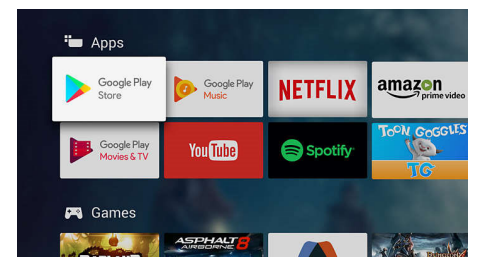 Apps
Google Play
Store
Google Play
Music
NETFLIX
amazon
prime video
Google Play
Movies & TV
YouTube
Spotify
TOON GOGGLES
TG
Games
ASPHALT 8
AIRBORNE